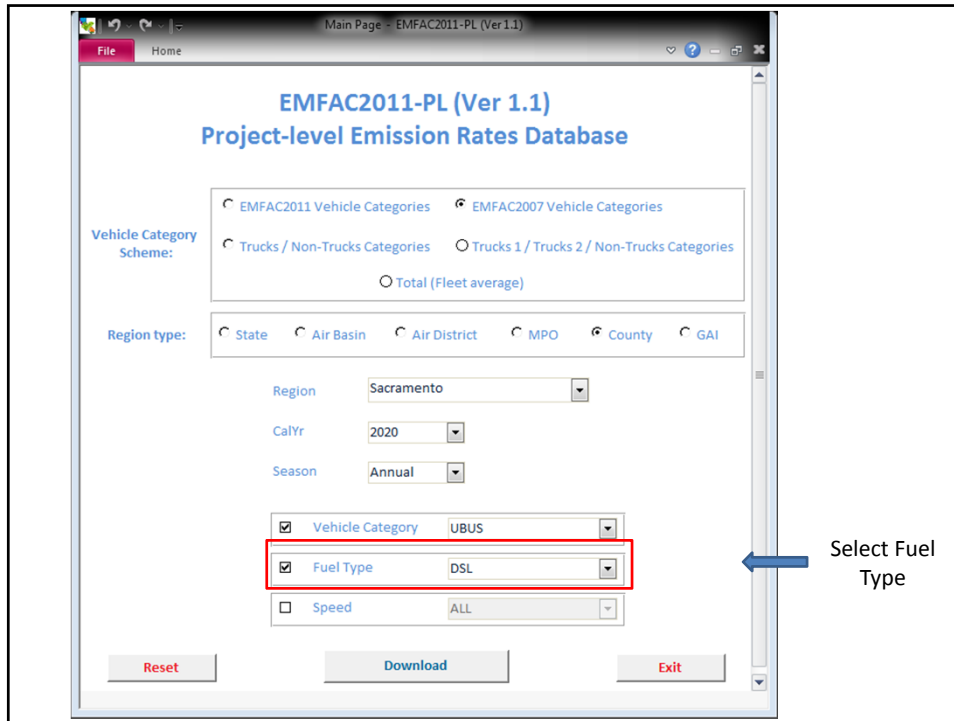 Main Page - EMFAC2011-PL (Ver 1.1)
File Home
EMFAC2011-PL (Ver 1.1)
Project-level Emission Rates Database
Vehicle Category Scheme:
EMFAC2011 Vehicle Categories EMFAC2007 Vehicle Categories
Trucks / Non-Trucks Categories Trucks 1 / Trucks 2 / Non-Trucks Categories
Total (Fleet average)
Region type: State Air Basin Air District MPO County GAI
Region Sacramento
CalYr 2020
Season Annual
Vehicle Category UBUS
Fuel Type DSL
Speed ALL
Select Fuel
Type
Reset Download Exit